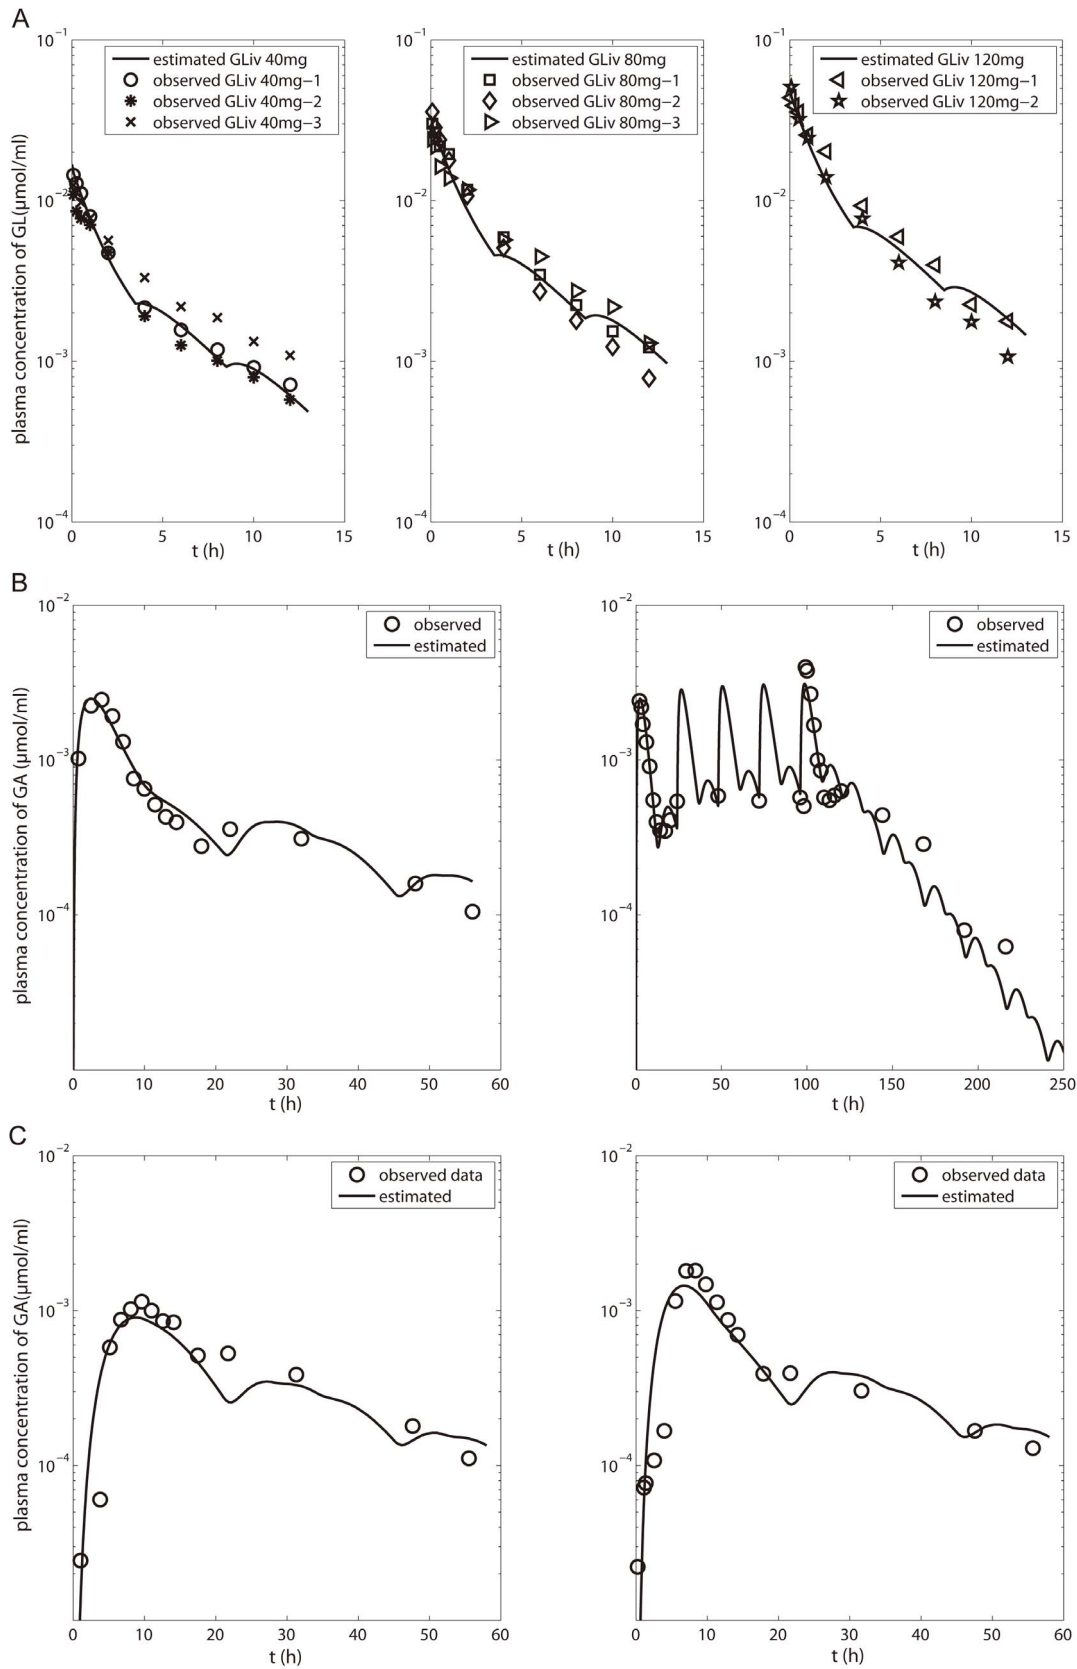 A
plasma concentration of GL(μmol/ml)
10⁻¹
10⁻²
10⁻³
10⁻⁴
estimated GLiv 40mg
observed GLiv 40mg−1
observed GLiv 40mg−2
observed GLiv 40mg−3
0 5 10 15
t (h)
10⁻¹
10⁻²
10⁻³
10⁻⁴
estimated GLiv 80mg
observed GLiv 80mg−1
observed GLiv 80mg−2
observed GLiv 80mg−3
0 5 10 15
t (h)
10⁻¹
10⁻²
10⁻³
10⁻⁴
estimated GLiv 120mg
observed GLiv 120mg−1
observed GLiv 120mg−2
0 5 10 15
t (h)
B
plasma concentration of GA (μmol/ml)
10⁻²
10⁻³
10⁻⁴
observed
estimated
0 10 20 30 40 50 60
t (h)
10⁻²
10⁻³
10⁻⁴
observed
estimated
0 50 100 150 200 250
t (h)
C
plasma concentration of GA(μmol/ml)
10⁻²
10⁻³
10⁻⁴
observed data
estimated
0 10 20 30 40 50 60
t (h)
10⁻²
10⁻³
10⁻⁴
observed data
estimated
0 10 20 30 40 50 60
t (h)